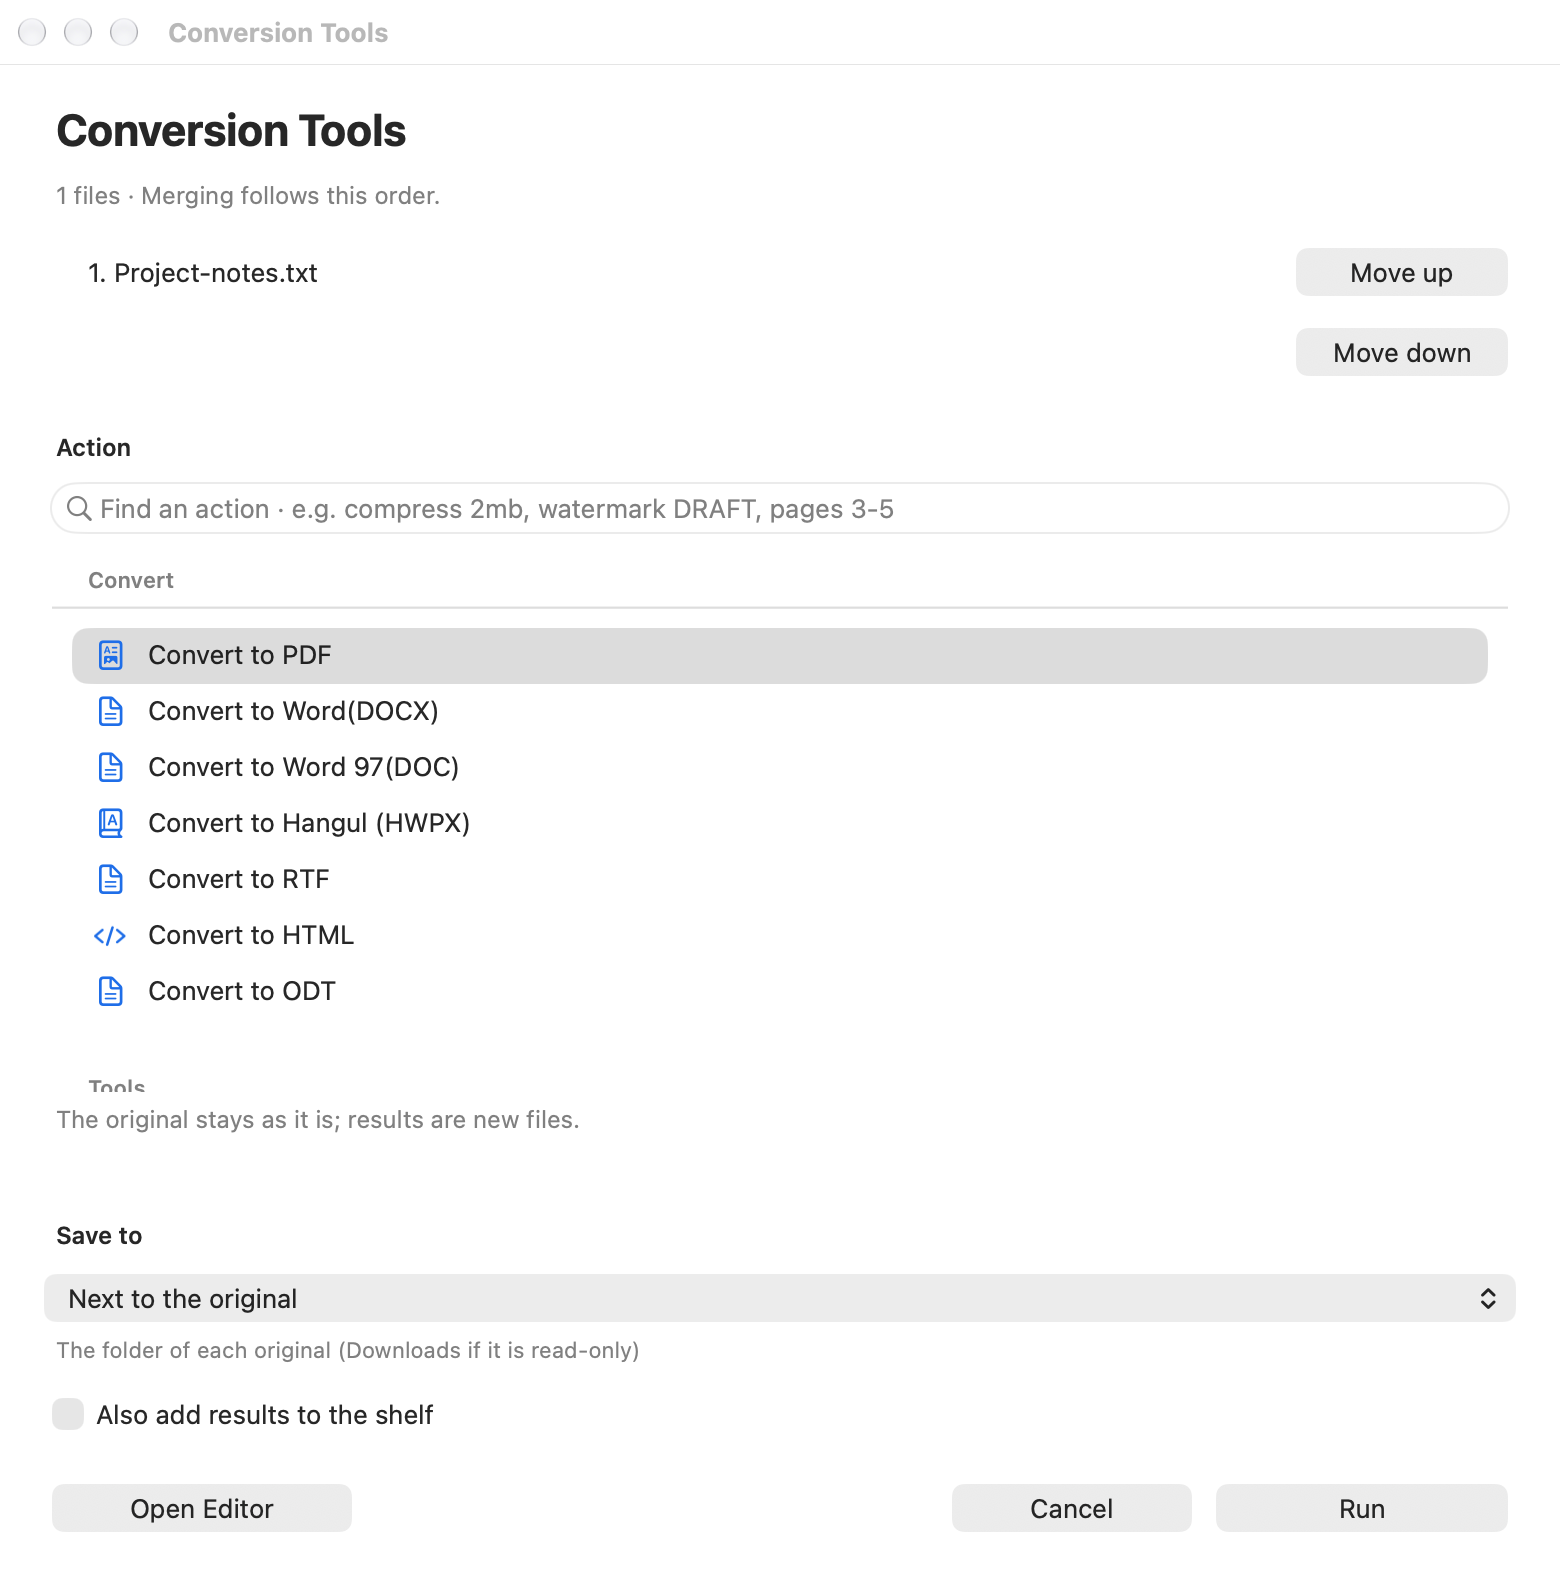 Conversion Tools
Conversion Tools
1 files · Merging follows this order.
1. Project-notes.txt
Move up
Move down
Action
Find an action · e.g. compress 2mb, watermark DRAFT, pages 3-5
Convert
Convert to PDF
Convert to Word(DOCX)
Convert to Word 97(DOC)
Convert to Hangul (HWPX)
Convert to RTF
Convert to HTML
Convert to ODT
Tools
The original stays as it is; results are new files.
Save to
Next to the original
The folder of each original (Downloads if it is read-only)
Also add results to the shelf
Open Editor
Cancel
Run